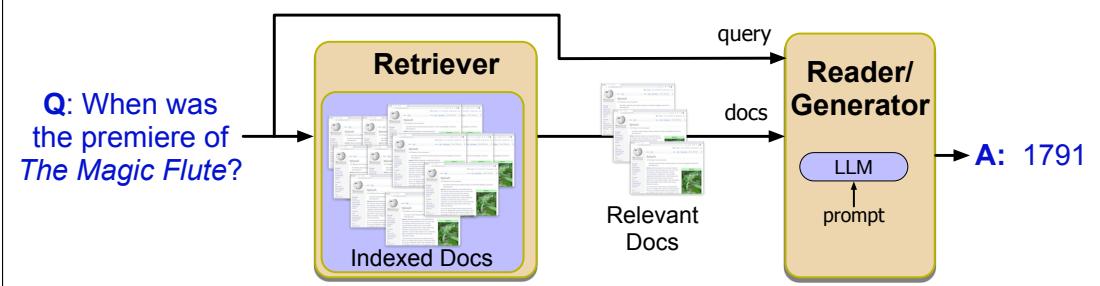 Q: When was
the premiere of
The Magic Flute?
Retriever
Indexed Docs
query
docs
Relevant
Docs
Reader/
Generator
LLM
prompt
A: 1791